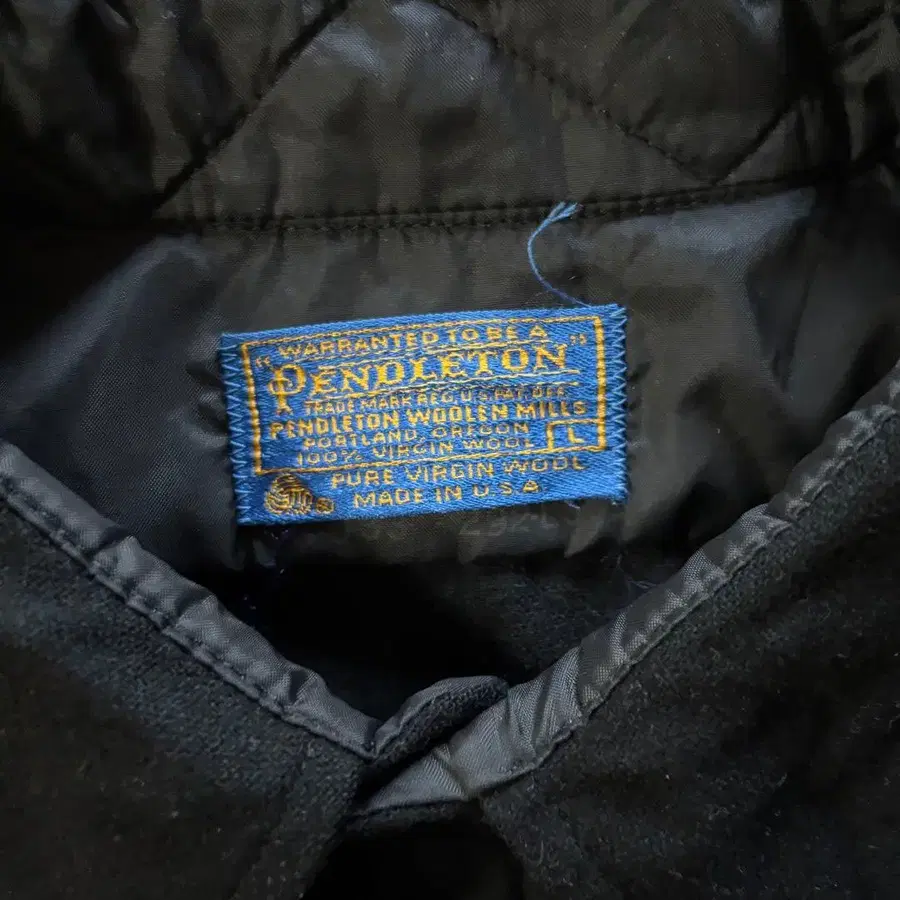 "WARRANTED TO BE A
PENDLETON"
TRADE MARK REG. U.S. PAT. OFF.
PENDLETON WOOLEN MILLS
PORTLAND, OREGON
100% VIRGIN WOOL L
PURE VIRGIN WOOL
MADE IN U.S.A.